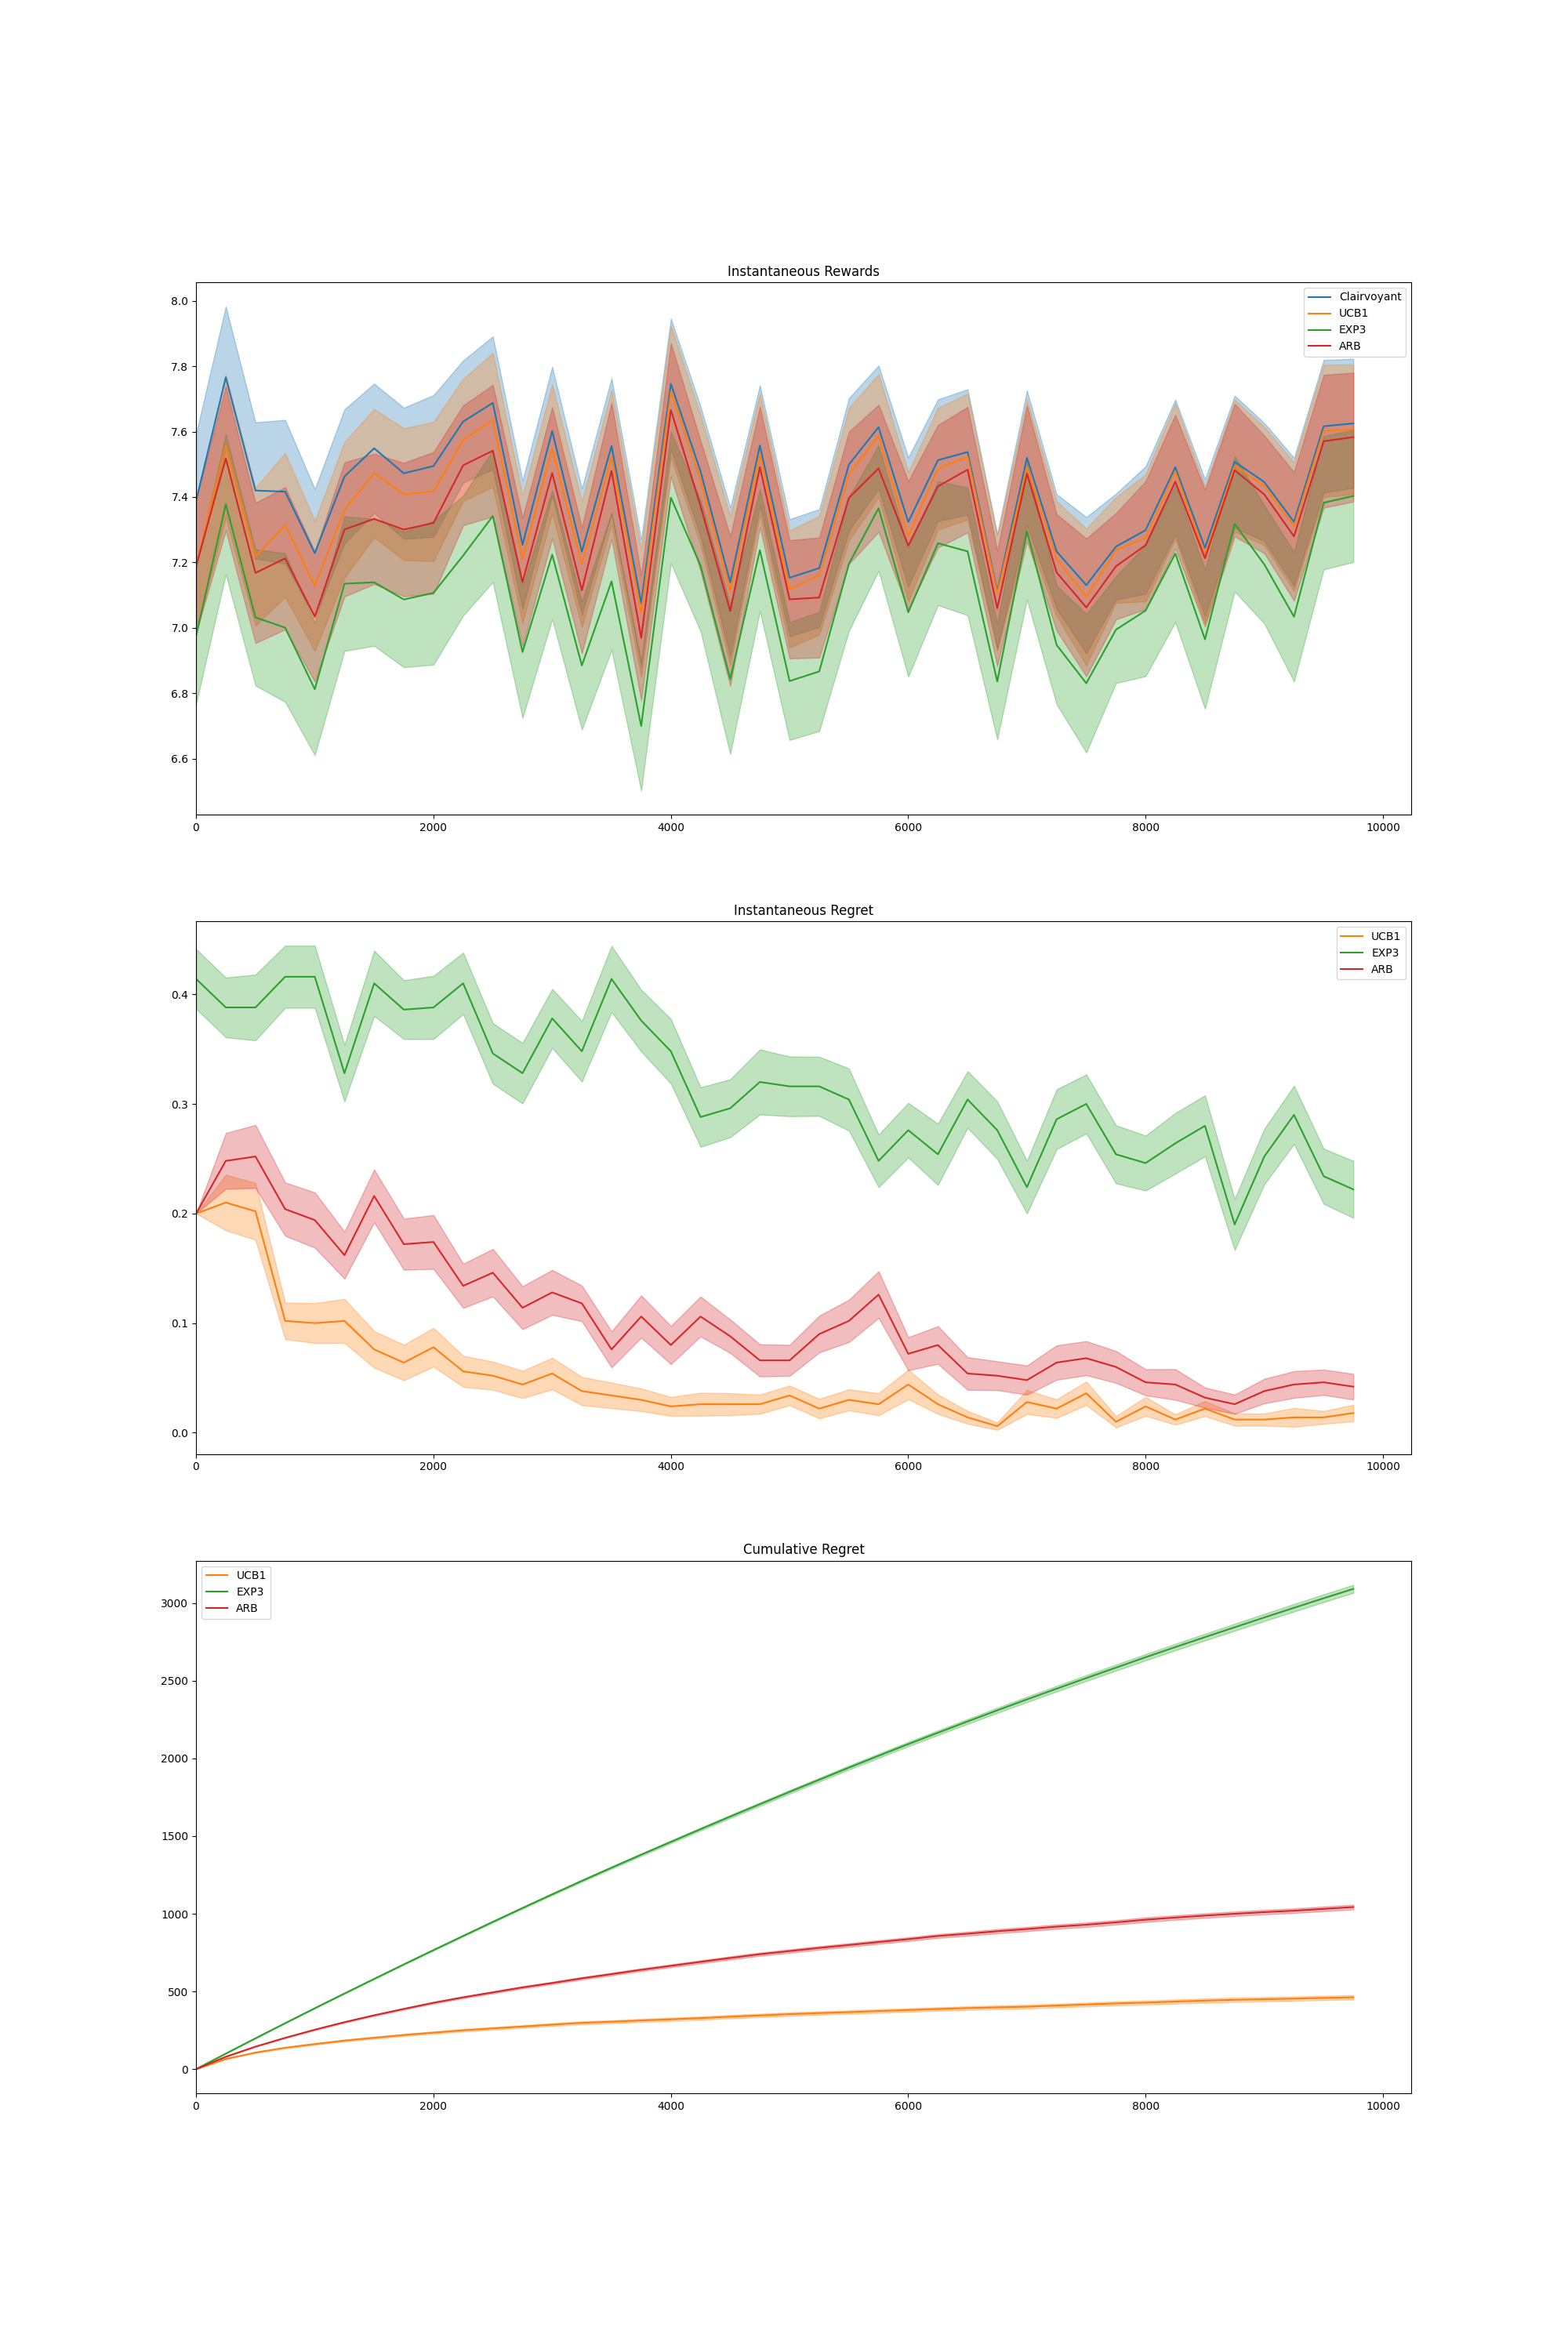 Instantaneous Rewards
8.0
7.8
7.6
7.4
7.2
7.0
6.8
6.6
Clairvoyant
UCB1
EXP3
ARB
0 2000 4000 6000 8000 10000
Instantaneous Regret
0.4
0.3
0.2
0.1
0.0
UCB1
EXP3
ARB
0 2000 4000 6000 8000 10000
Cumulative Regret
UCB1
EXP3
ARB
3000
2500
2000
1500
1000
500
0
0 2000 4000 6000 8000 10000